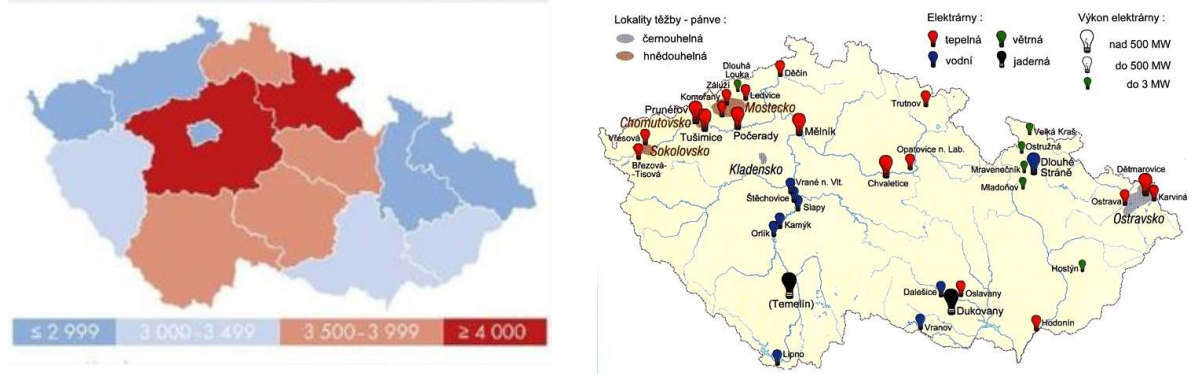 ≤ 2 999
3 000–3 499
3 500–3 999
≥ 4 000
Lokality těžby - pánve :
černouhelná
hnědouhelná
Elektrárny :
tepelná
větrná
vodní
jaderná
Výkon elektrárny :
nad 500 MW
do 500 MW
do 3 MW
Dlouhá
Louka
Děčín
Záluží
Ledvice
Komořany
Mostecko
Prunéřov
Chomutovsko
Tušimice
Počerady
Mělník
Trutnov
Vřesová
Sokolovsko
Březová-
Tisová
Kladensko
Opatovice n. Lab.
Chvaletice
Velká Kraš
Ostružná
Mravenečník
Dlouhé
Stráně
Mladoňov
Dětmarovice
Ostrava
Karviná
Ostravsko
Vrané n. Vlt.
Štěchovice
Slapy
Kamýk
Orlík
Hostýn
(Temelín)
Dalešice
Oslavany
Dukovany
Vranov
Hodonín
Lipno